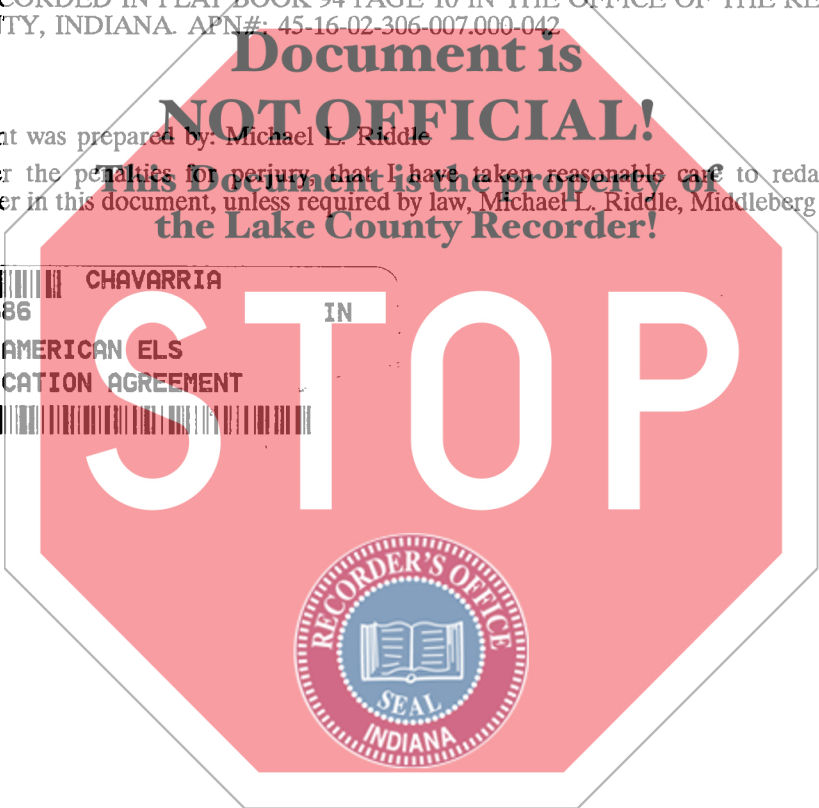 CORDED IN PLAT BOOK 94 PAGE 10 IN THE OFFICE OF THE RE
TY, INDIANA. APN#: 45-16-02-306-007.000-042
Document is
NOT OFFICIAL!
nt was prepared by: Michael L. Riddle
r the penalties for perjury, that I have taken reasonable care to reda
This Document is the property of
er in this document, unless required by law, Michael L. Riddle, Middleberg
the Lake County Recorder!
CHAVARRIA
86 IN
AMERICAN ELS
CATION AGREEMENT
STOP
RECORDER'S OFFICE
SEAL
INDIANA